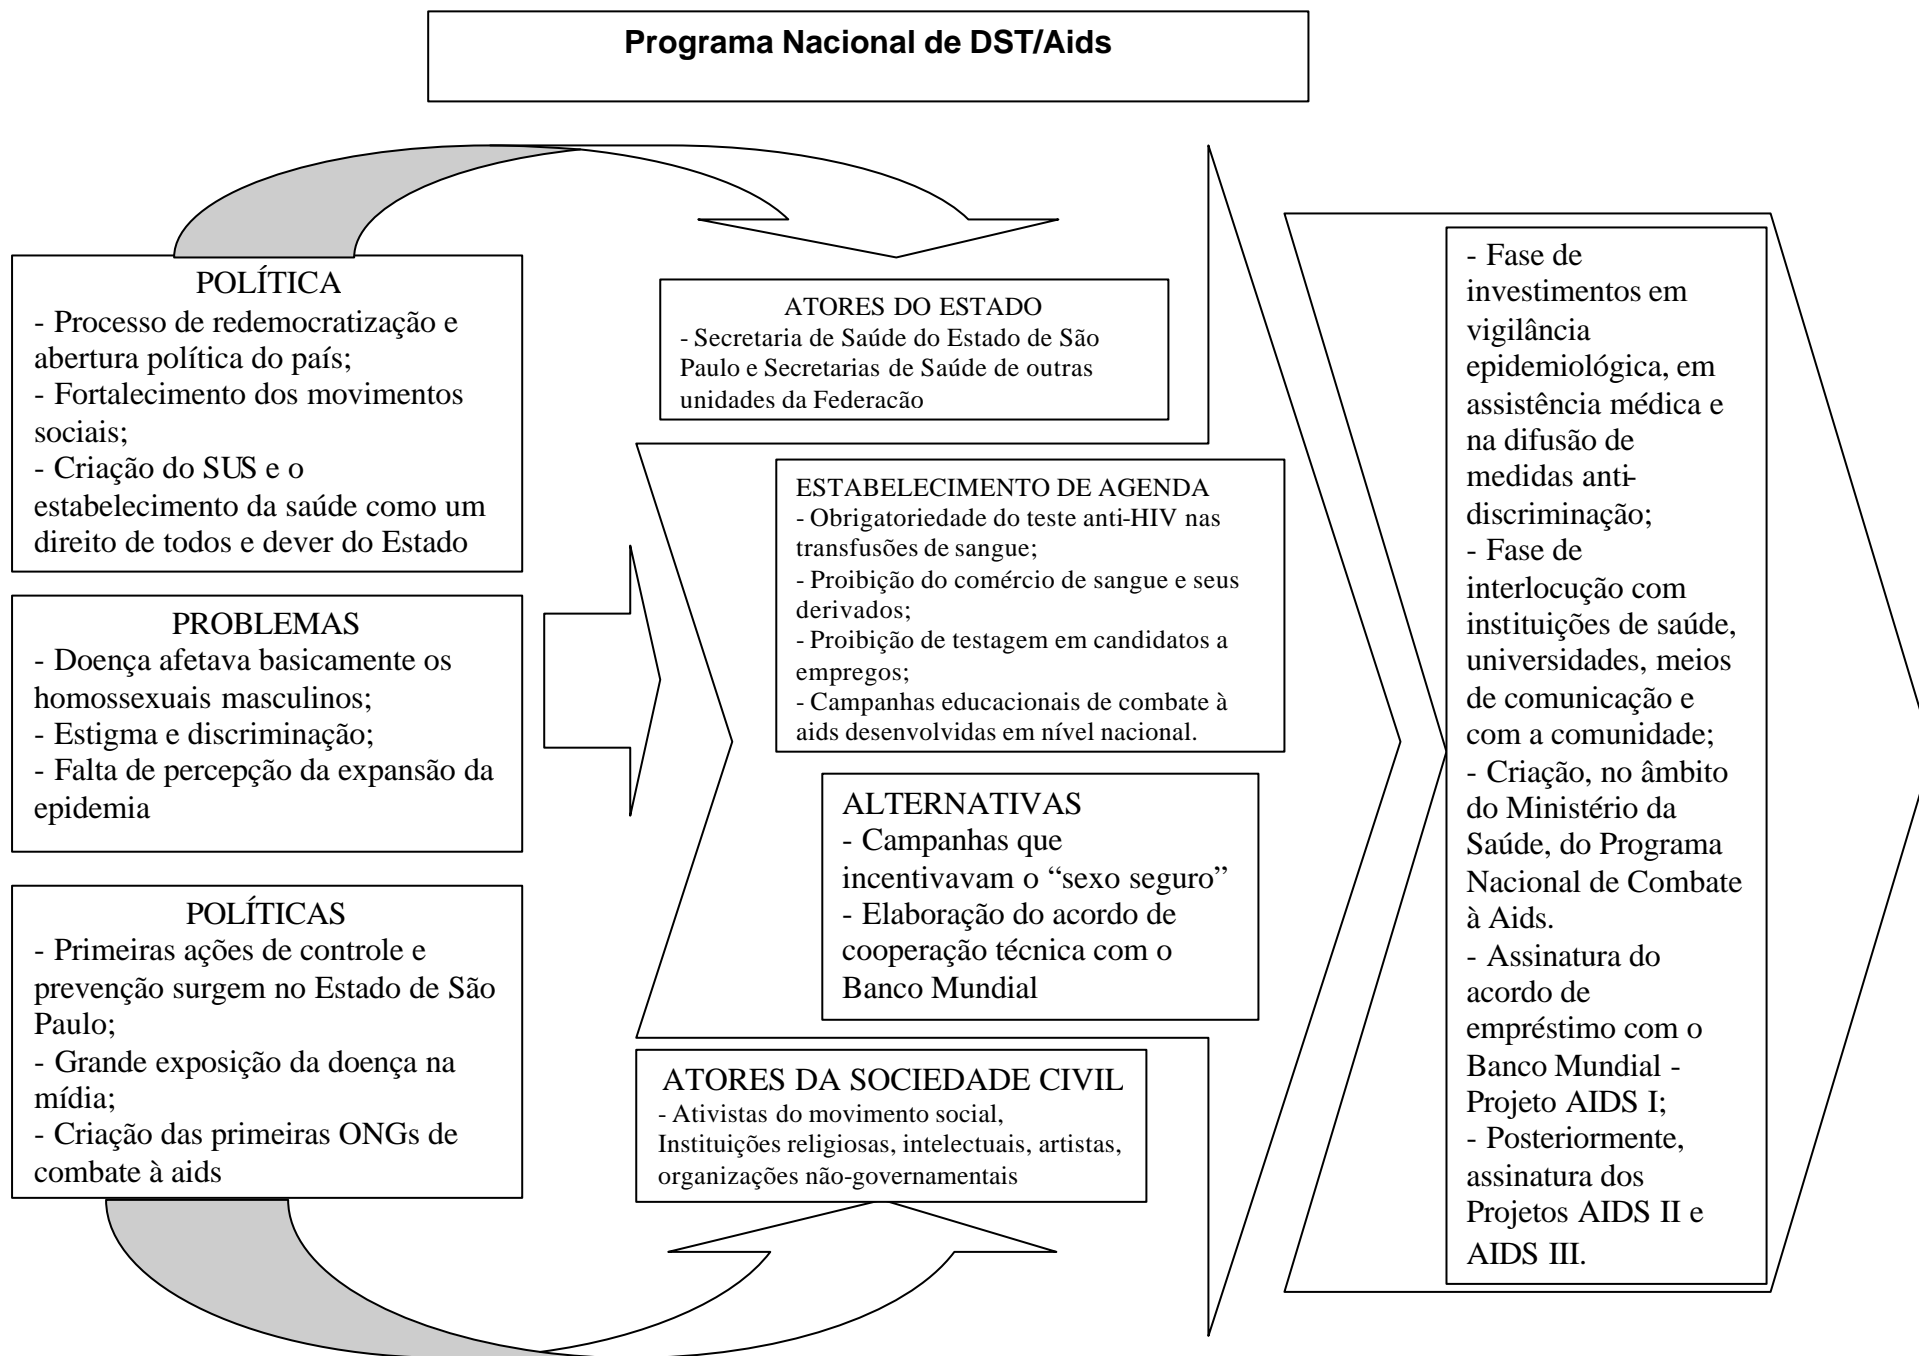 Programa Nacional de DST/Aids
POLÍTICA
- Processo de redemocratização e
abertura política do país;
- Fortalecimento dos movimentos
sociais;
- Criação do SUS e o
estabelecimento da saúde como um
direito de todos e dever do Estado
PROBLEMAS
- Doença afetava basicamente os
homossexuais masculinos;
- Estigma e discriminação;
- Falta de percepção da expansão da
epidemia
POLÍTICAS
- Primeiras ações de controle e
prevenção surgem no Estado de São
Paulo;
- Grande exposição da doença na
mídia;
- Criação das primeiras ONGs de
combate à aids
ATORES DO ESTADO
- Secretaria de Saúde do Estado de São
Paulo e Secretarias de Saúde de outras
unidades da Federacão
ESTABELECIMENTO DE AGENDA
- Obrigatoriedade do teste anti-HIV nas
transfusões de sangue;
- Proibição do comércio de sangue e seus
derivados;
- Proibição de testagem em candidatos a
empregos;
- Campanhas educacionais de combate à
aids desenvolvidas em nível nacional.
ALTERNATIVAS
- Campanhas que
incentivavam o “sexo seguro”
- Elaboração do acordo de
cooperação técnica com o
Banco Mundial
ATORES DA SOCIEDADE CIVIL
- Ativistas do movimento social,
Instituições religiosas, intelectuais, artistas,
organizações não-governamentais
- Fase de
investimentos em
vigilância
epidemiológica, em
assistência médica e
na difusão de
medidas anti-
discriminação;
- Fase de
interlocução com
instituições de saúde,
universidades, meios
de comunicação e
com a comunidade;
- Criação, no âmbito
do Ministério da
Saúde, do Programa
Nacional de Combate
à Aids.
- Assinatura do
acordo de
empréstimo com o
Banco Mundial -
Projeto AIDS I;
- Posteriormente,
assinatura dos
Projetos AIDS II e
AIDS III.